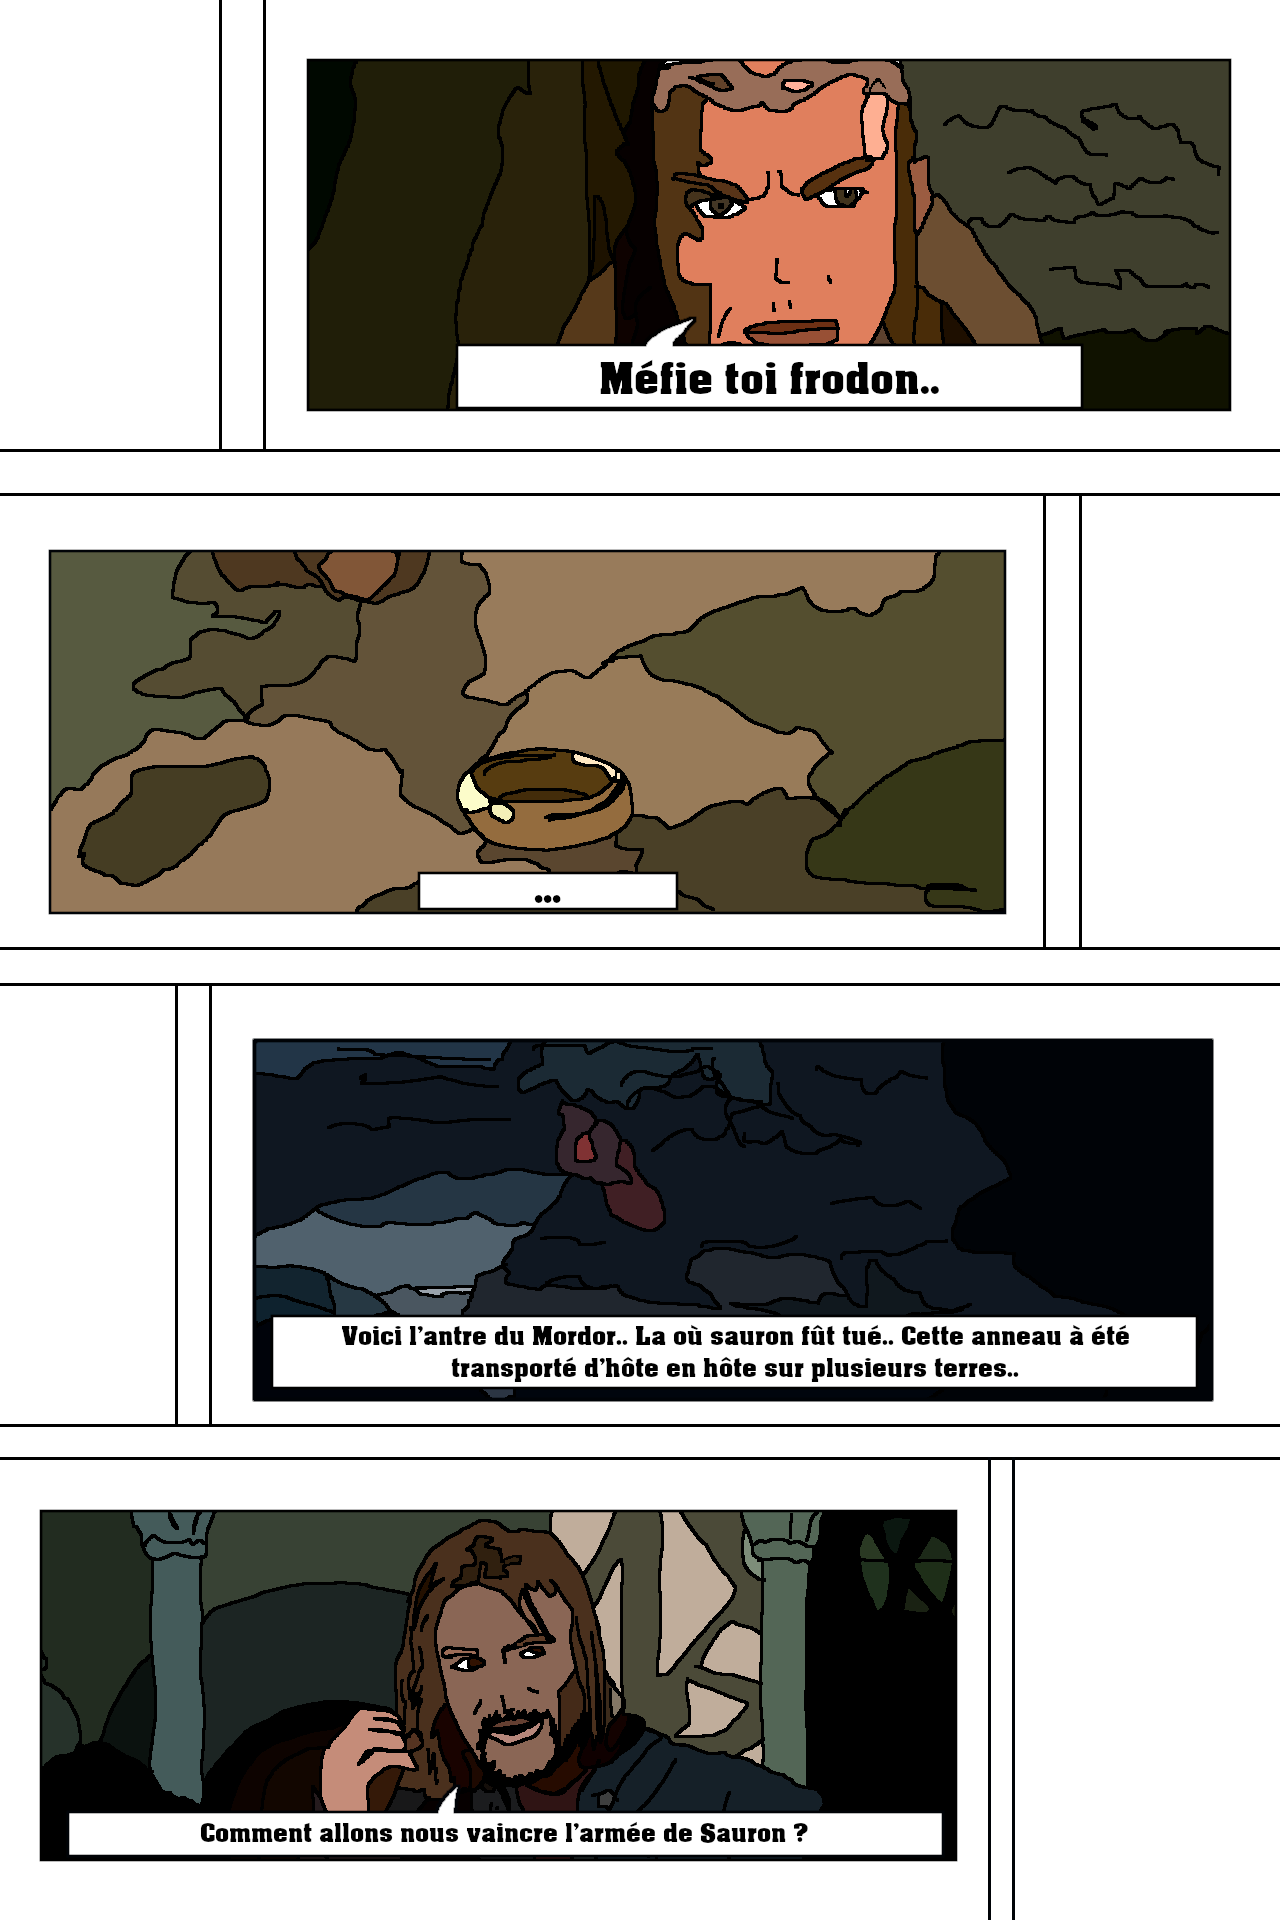 Méfie toi frodon..
...
Voici l'antre du Mordor.. La où sauron fût tué.. Cette anneau à été
transporté d'hôte en hôte sur plusieurs terres..
Comment allons nous vaincre l'armée de Sauron ?